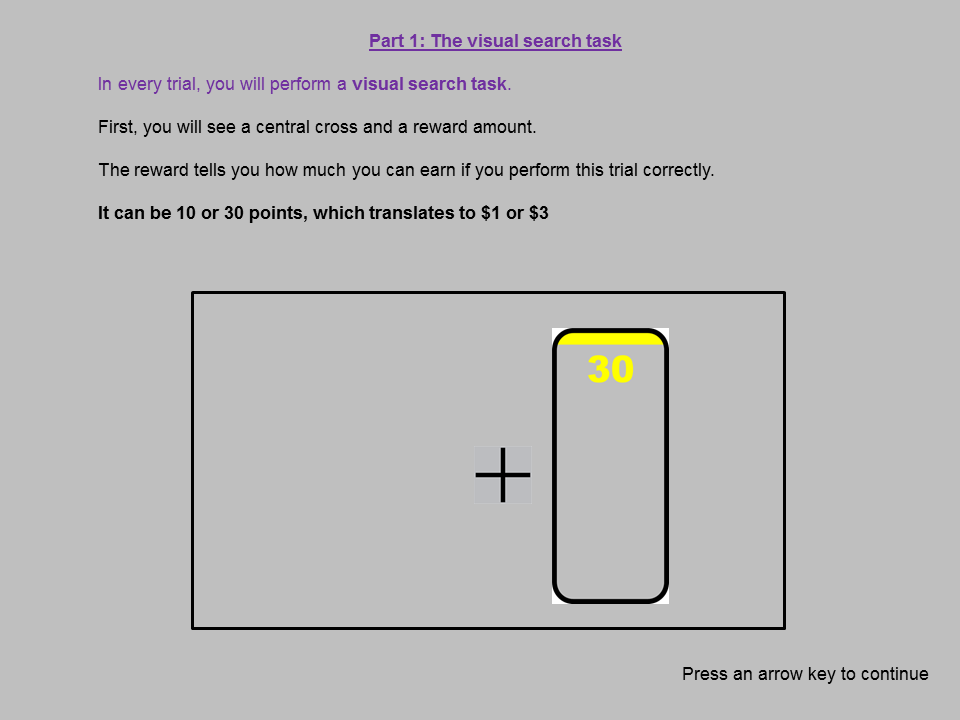 Part 1: The visual search task
In every trial, you will perform a visual search task.
First, you will see a central cross and a reward amount.
The reward tells you how much you can earn if you perform this trial correctly.
It can be 10 or 30 points, which translates to $1 or $3
30
Press an arrow key to continue